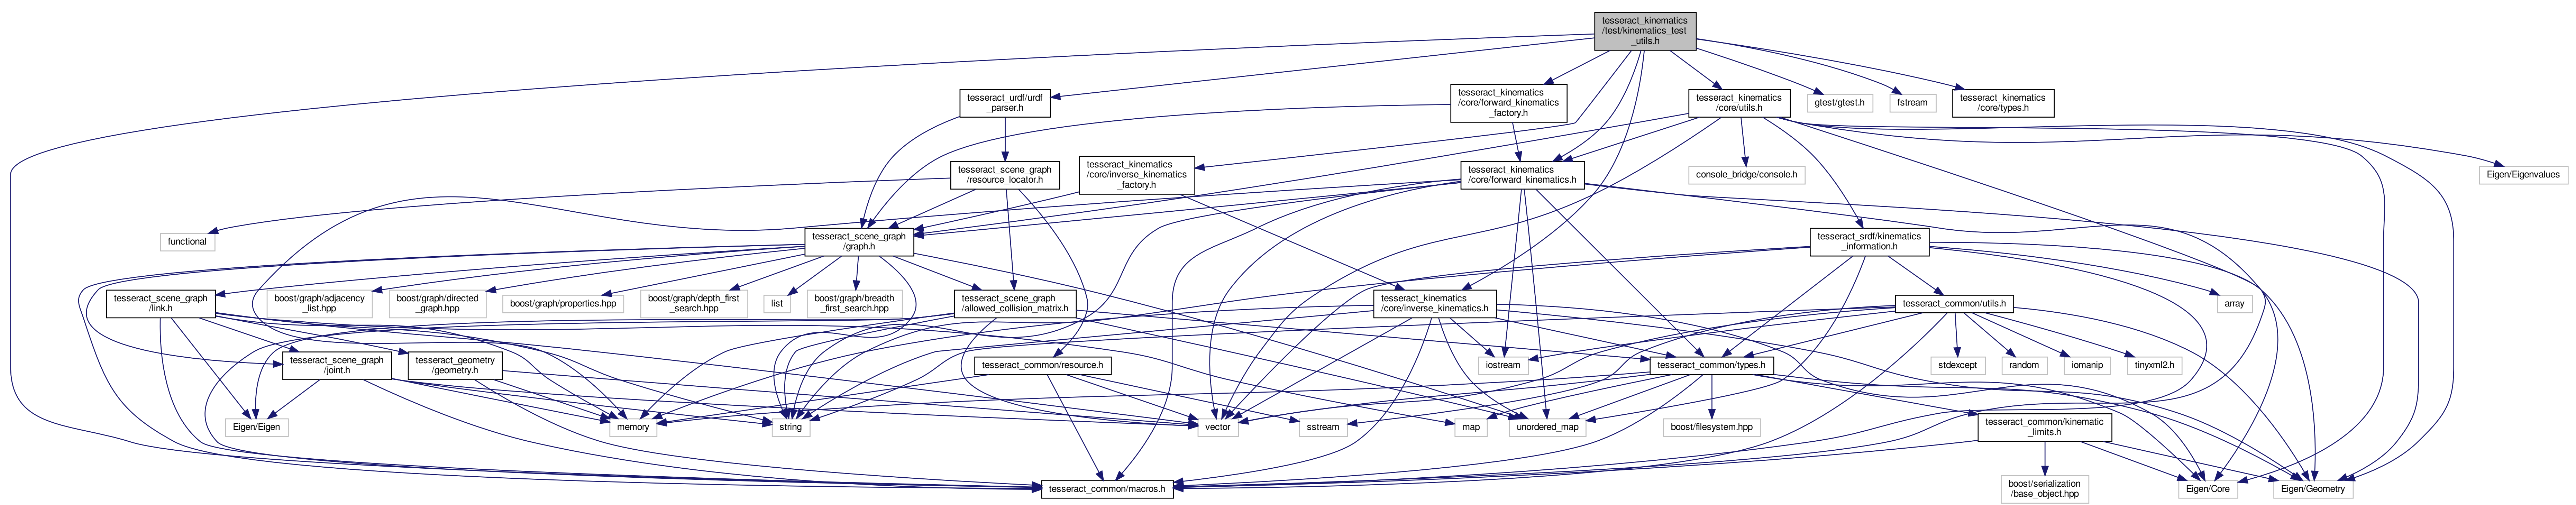 tesseract_kinematics
/test/kinematics_test
_utils.h
tesseract_urdf/urdf
_parser.h
tesseract_kinematics
/core/forward_kinematics
_factory.h
tesseract_kinematics
/core/utils.h
gtest/gtest.h
fstream
tesseract_kinematics
/core/types.h
tesseract_scene_graph
/resource_locator.h
tesseract_kinematics
/core/inverse_kinematics
_factory.h
tesseract_kinematics
/core/forward_kinematics.h
console_bridge/console.h
Eigen/Eigenvalues
functional
tesseract_scene_graph
/graph.h
tesseract_srdf/kinematics
_information.h
tesseract_scene_graph
/link.h
boost/graph/adjacency
_list.hpp
boost/graph/directed
_graph.hpp
boost/graph/properties.hpp
boost/graph/depth_first
_search.hpp
list
boost/graph/breadth
_first_search.hpp
tesseract_scene_graph
/allowed_collision_matrix.h
tesseract_kinematics
/core/inverse_kinematics.h
tesseract_common/utils.h
array
tesseract_scene_graph
/joint.h
tesseract_geometry
/geometry.h
tesseract_common/resource.h
iostream
tesseract_common/types.h
stdexcept
random
iomanip
tinyxml2.h
Eigen/Eigen
memory
string
vector
sstream
map
unordered_map
boost/filesystem.hpp
tesseract_common/kinematic
_limits.h
tesseract_common/macros.h
boost/serialization
/base_object.hpp
Eigen/Core
Eigen/Geometry